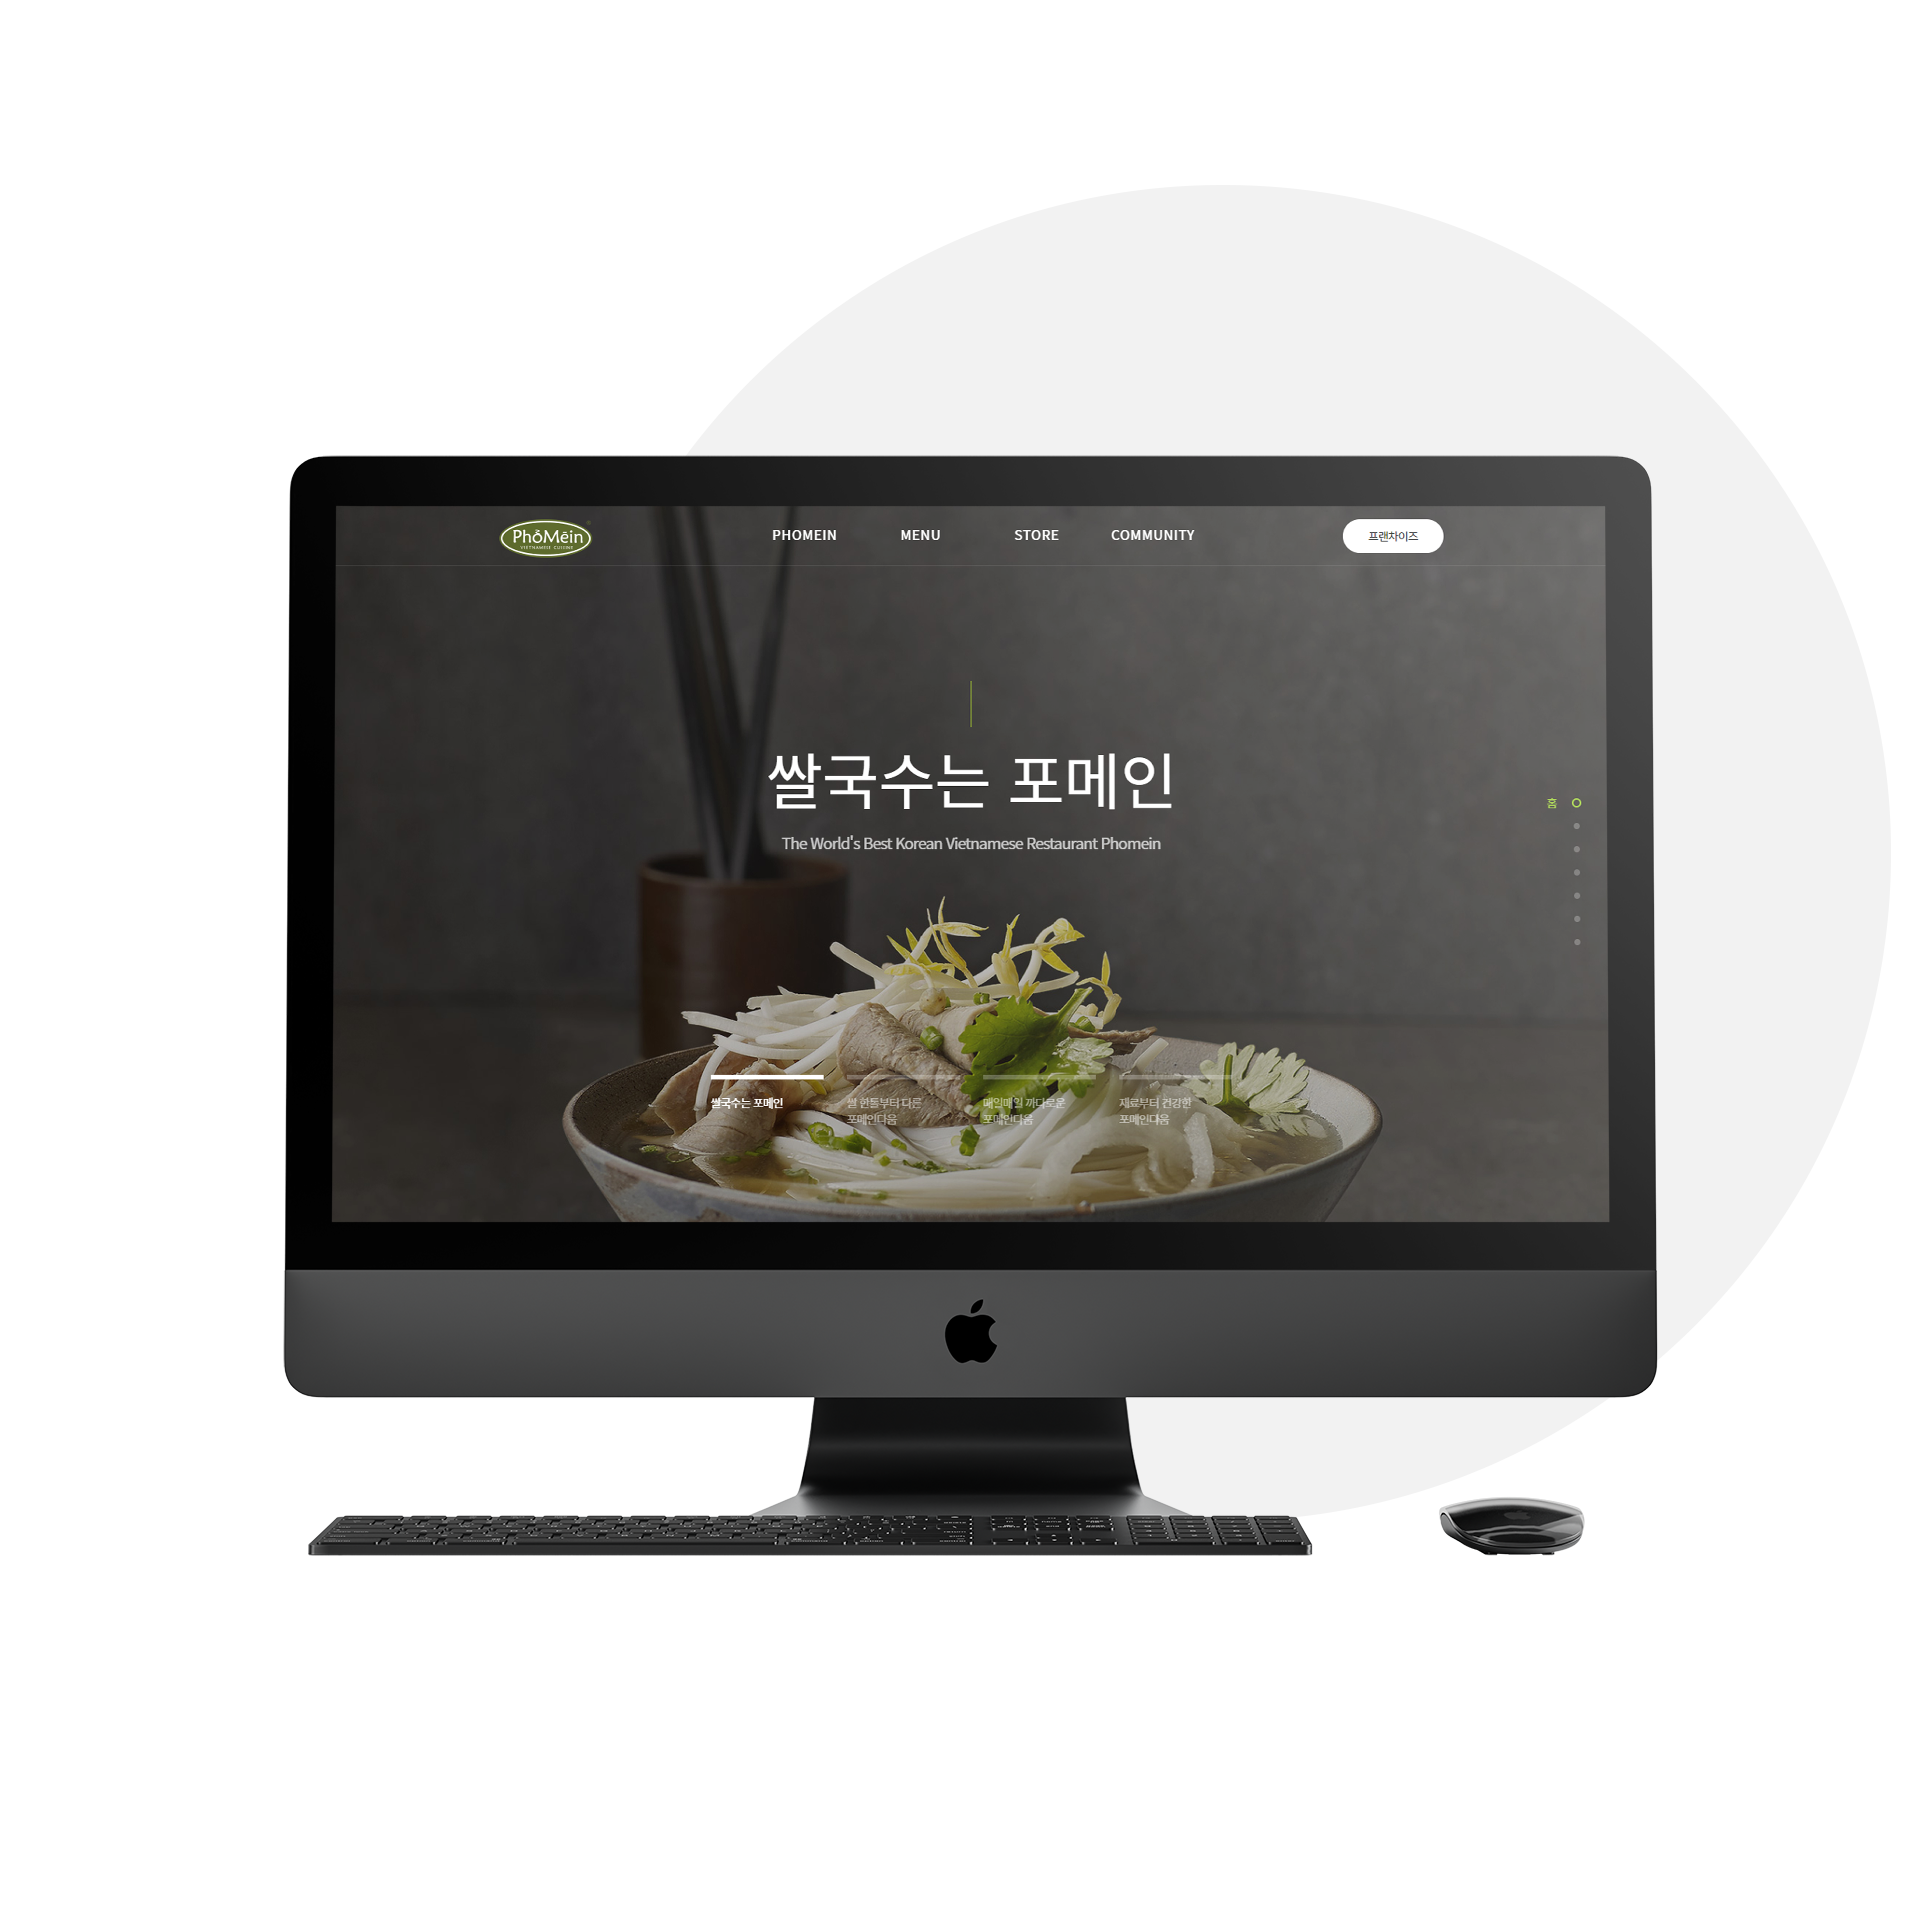 PhỏMēin
VIETNAMESE CUISINE
PHOMEIN
MENU
STORE
COMMUNITY
프랜차이즈
쌀국수는 포메인
The World's Best Korean Vietnamese Restaurant Phomein
홈
쌀국수는 포메인
쌀 한톨부터 다른
포메인다움
매일매일 까다로운
포메인다움
재료부터 건강한
포메인다움